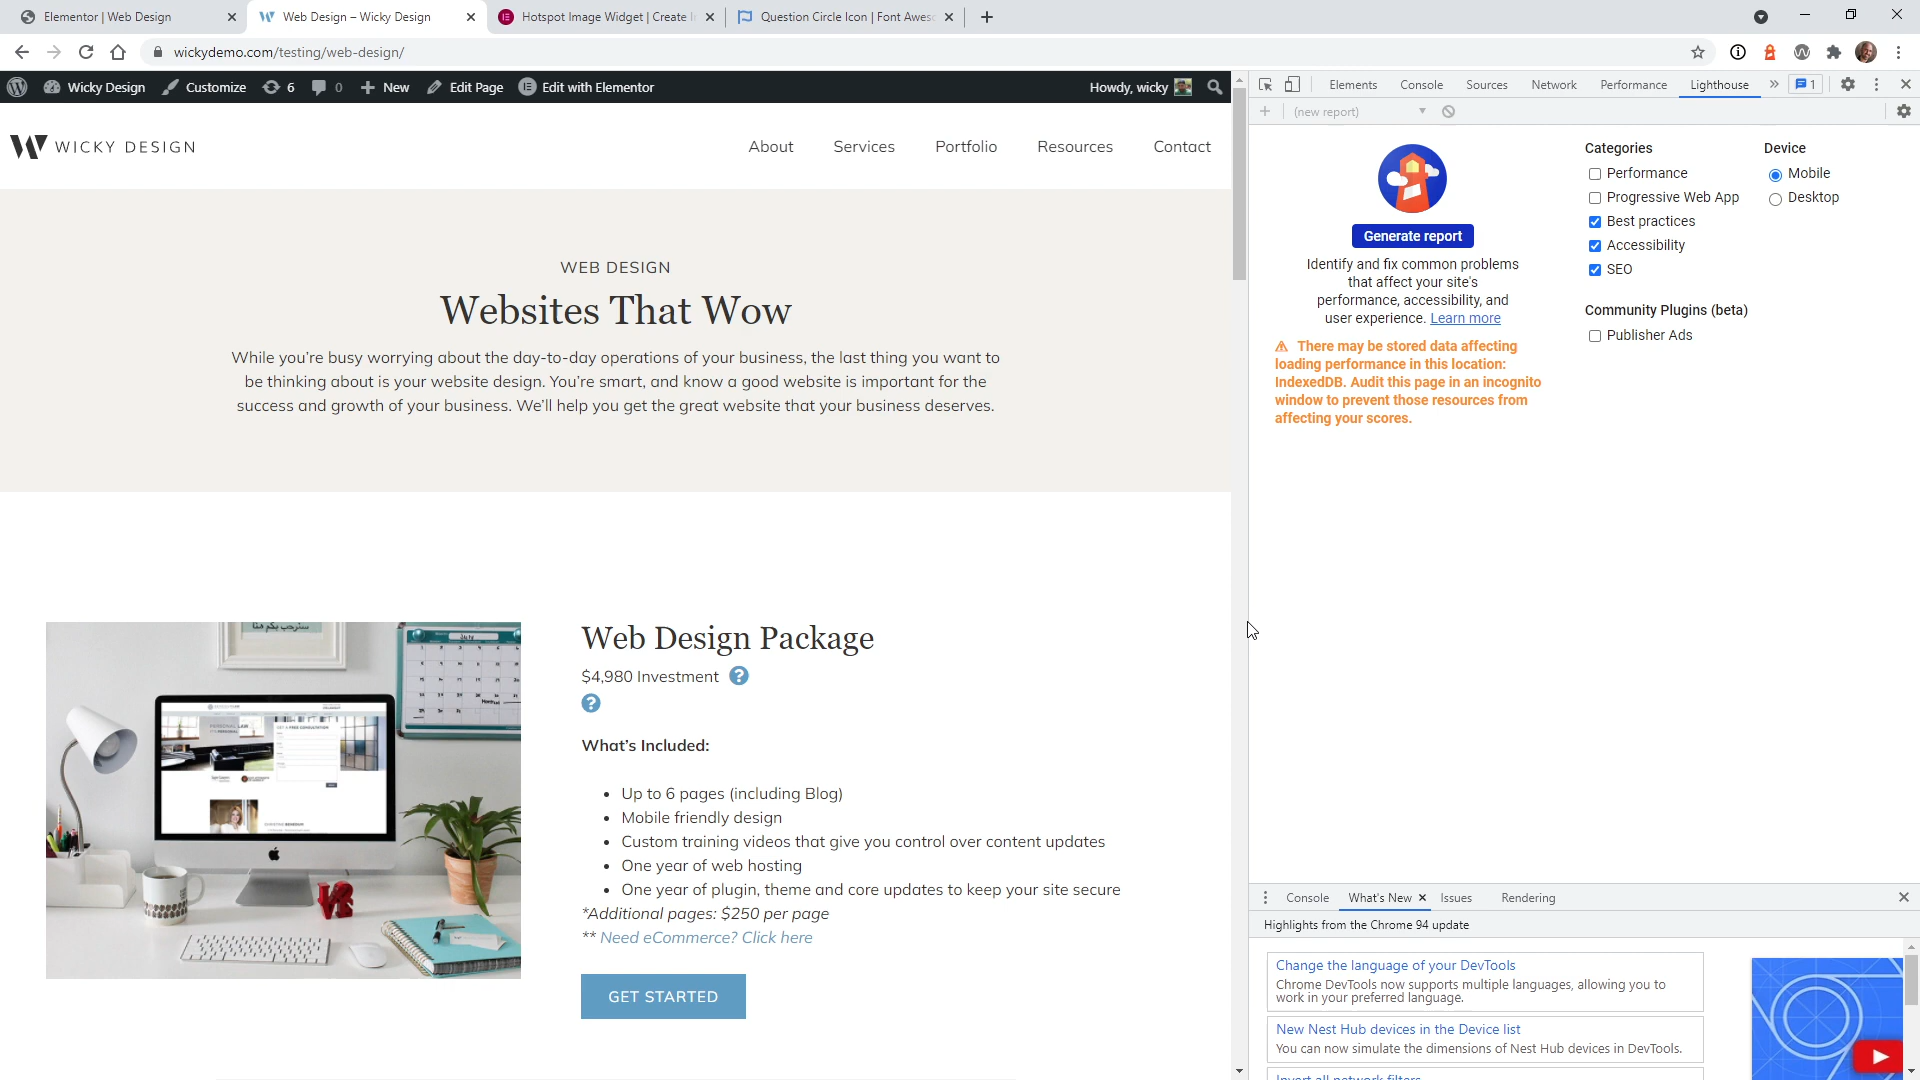 Elementor | Web Design
Web Design – Wicky Design
Hotspot Image Widget | Create I
Question Circle Icon | Font Aweso
wickydemo.com/testing/web-design/
Wicky Design
Customize
6
0
New
Edit Page
Edit with Elementor
Howdy, wicky
WICKY DESIGN
About
Services
Portfolio
Resources
Contact
WEB DESIGN
Websites That Wow
While you're busy worrying about the day-to-day operations of your business, the last thing you want to
be thinking about is your website design. You're smart, and know a good website is important for the
success and growth of your business. We'll help you get the great website that your business deserves.
Web Design Package
$4,980 Investment ?
?
What's Included:
• Up to 6 pages (including Blog)
• Mobile friendly design
• Custom training videos that give you control over content updates
• One year of web hosting
• One year of plugin, theme and core updates to keep your site secure
*Additional pages: $250 per page
** Need eCommerce? Click here
GET STARTED
Elements
Console
Sources
Network
Performance
Lighthouse
1
(new report)
Generate report
Identify and fix common problems
that affect your site's
performance, accessibility, and
user experience. Learn more
There may be stored data affecting
loading performance in this location:
IndexedDB. Audit this page in an incognito
window to prevent those resources from
affecting your scores.
Categories
Performance
Progressive Web App
Best practices
Accessibility
SEO
Community Plugins (beta)
Publisher Ads
Device
Mobile
Desktop
Console
What's New
Issues
Rendering
Highlights from the Chrome 94 update
Change the language of your DevTools
Chrome DevTools now supports multiple languages, allowing you to
work in your preferred language.
New Nest Hub devices in the Device list
You can now simulate the dimensions of Nest Hub devices in DevTools.
Invert all network filters